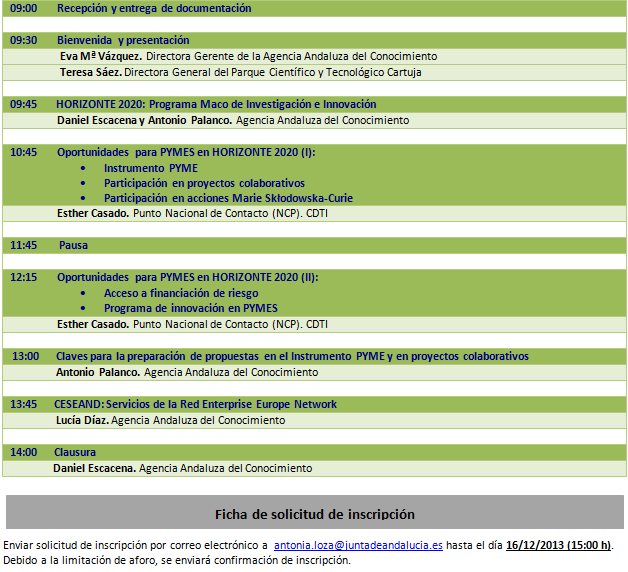 09:00 Recepción y entrega de documentación
09:30 Bienvenida y presentación
Eva Mª Vázquez. Directora Gerente de la Agencia Andaluza del Conocimiento
Teresa Sáez. Directora General del Parque Científico y Tecnológico Cartuja
09:45 HORIZONTE 2020: Programa Maco de Investigación e Innovación
Daniel Escacena y Antonio Palanco. Agencia Andaluza del Conocimiento
10:45 Oportunidades para PYMES en HORIZONTE 2020 (I):
• Instrumento PYME
• Participación en proyectos colaborativos
• Participación en acciones Marie Skłodowska-Curie
Esther Casado. Punto Nacional de Contacto (NCP). CDTI
11:45 Pausa
12:15 Oportunidades para PYMES en HORIZONTE 2020 (II):
• Acceso a financiación de riesgo
• Programa de innovación en PYMES
Esther Casado. Punto Nacional de Contacto (NCP). CDTI
13:00 Claves para la preparación de propuestas en el Instrumento PYME y en proyectos colaborativos
Antonio Palanco. Agencia Andaluza del Conocimiento
13:45 CESEAND: Servicios de la Red Enterprise Europe Network
Lucía Díaz. Agencia Andaluza del Conocimiento
14:00 Clausura
Daniel Escacena. Agencia Andaluza del Conocimiento
Ficha de solicitud de inscripción
Enviar solicitud de inscripción por correo electrónico a antonia.loza@juntadeandalucia.es hasta el día 16/12/2013 (15:00 h).
Debido a la limitación de aforo, se enviará confirmación de inscripción.